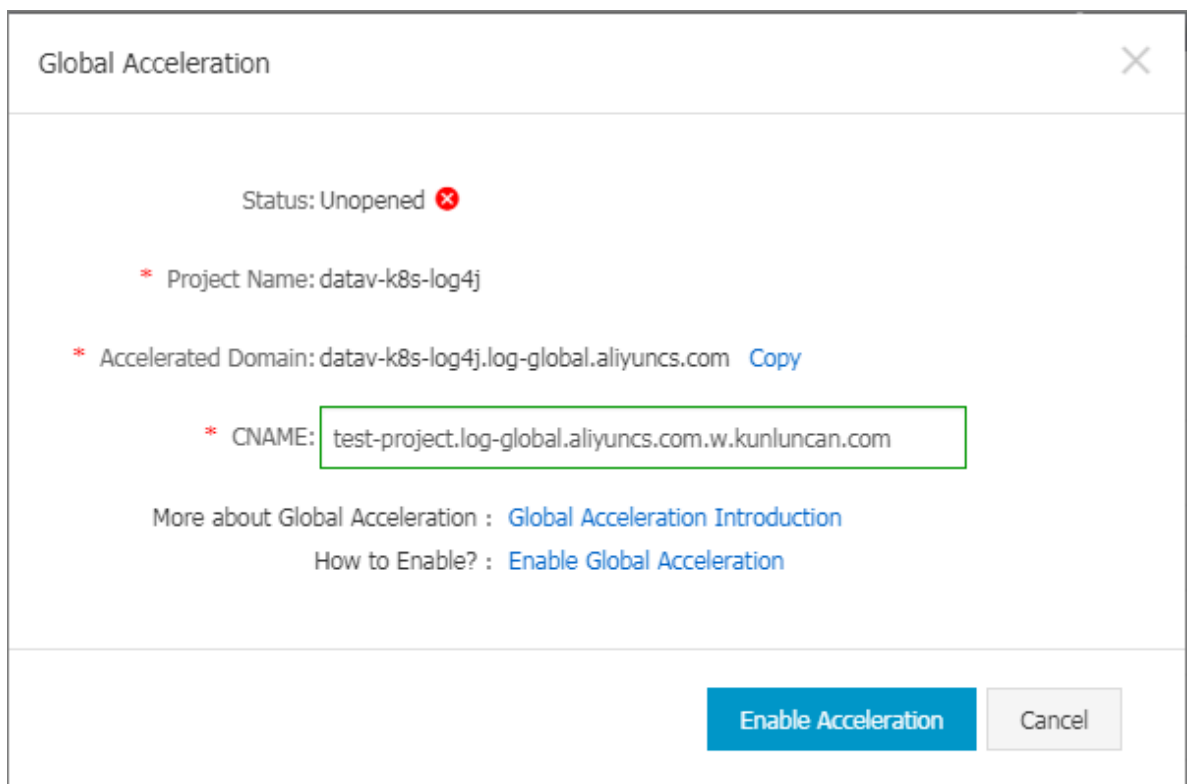 Global Acceleration
Status: Unopened
* Project Name: datav-k8s-log4j
* Accelerated Domain: datav-k8s-log4j.log-global.aliyuncs.com Copy
* CNAME: test-project.log-global.aliyuncs.com.w.kunluncan.com
More about Global Acceleration : Global Acceleration Introduction
How to Enable? : Enable Global Acceleration
Enable Acceleration Cancel